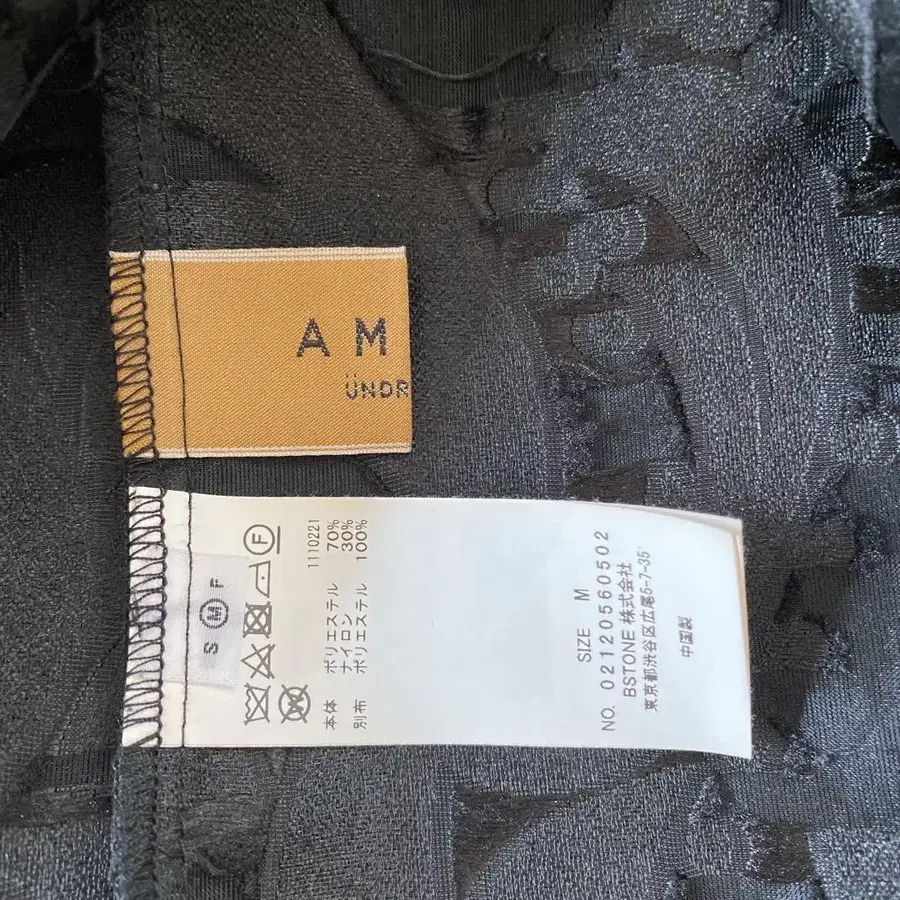 A M
ÜNDR
S M F
F
1110221
本体 ポリエステル 70%
ナイロン 30%
別布 ポリエステル 100%
SIZE M
NO. 02120560502
BSTONE 株式会社
東京都渋谷区広尾5-7-35
中国製